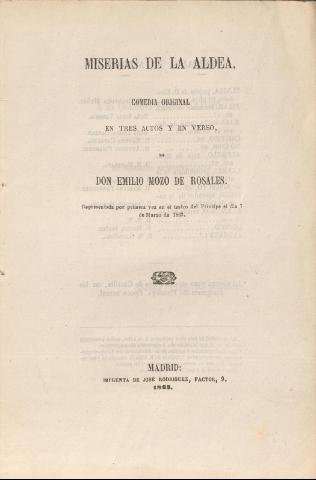 MISERIAS DE LA ALDEA,
COMEDIA ORIGINAL
EN TRES ACTOS Y EN VERSO,
DE
DON EMILIO MOZO DE ROSALES.
Representada por primera vez en el teatro del Príncipe el dia 7
de Marzo de
MADRID:
IMPRENTA DE JOSÉ RODRIGUEZ, FACTOR, 9.
1863.